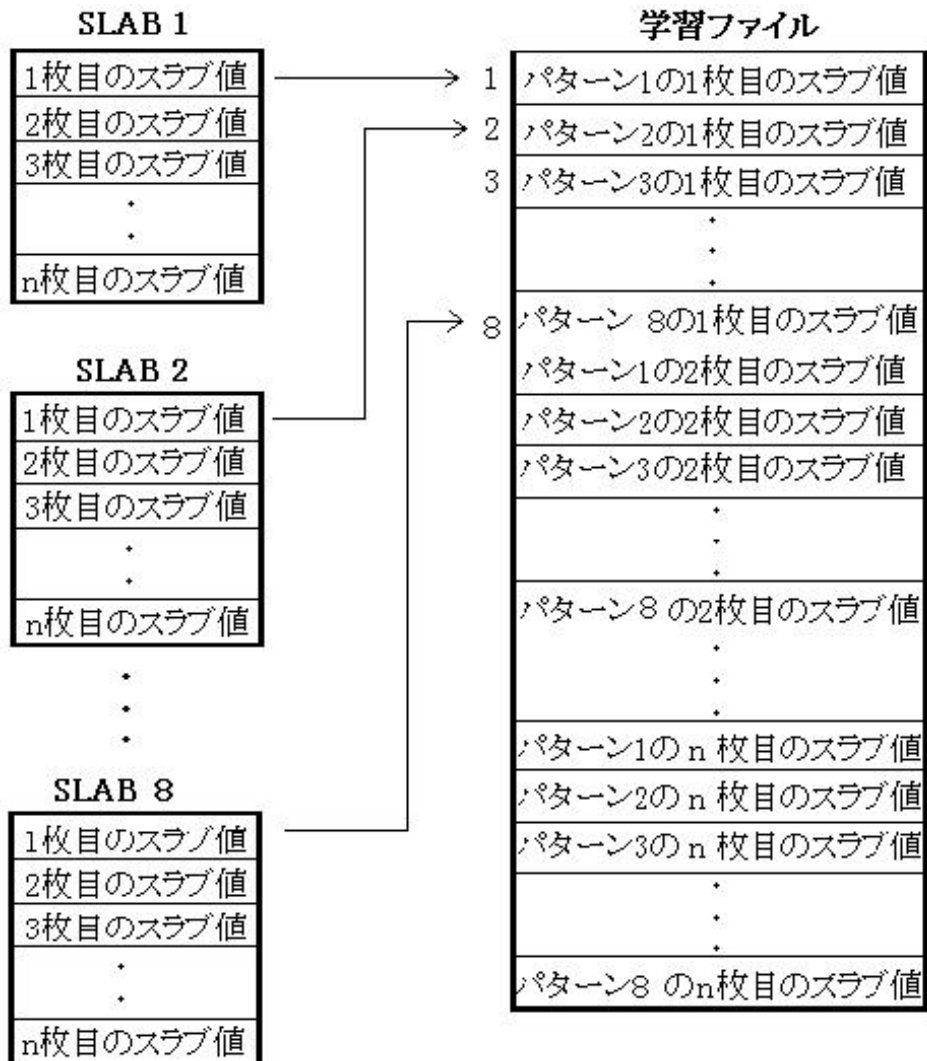 SLAB 1
1枚目のスラブ値
2枚目のスラブ値
3枚目のスラブ値
n枚目のスラブ値
SLAB 2
1枚目のスラブ値
2枚目のスラブ値
3枚目のスラブ値
n枚目のスラブ値
SLAB 8
1枚目のスラブ値
2枚目のスラブ値
3枚目のスラブ値
n枚目のスラブ値
学習ファイル
1 パターン1の1枚目のスラブ値
2 パターン2の1枚目のスラブ値
3 パターン3の1枚目のスラブ値
8 パターン 8の1枚目のスラブ値
パターン1の2枚目のスラブ値
パターン2の2枚目のスラブ値
パターン3の2枚目のスラブ値
パターン8 の2枚目のスラブ値
パターン1の n 枚目のスラブ値
パターン2の n 枚目のスラブ値
パターン3の n 枚目のスラブ値
パターン8 のn枚目のスラブ値